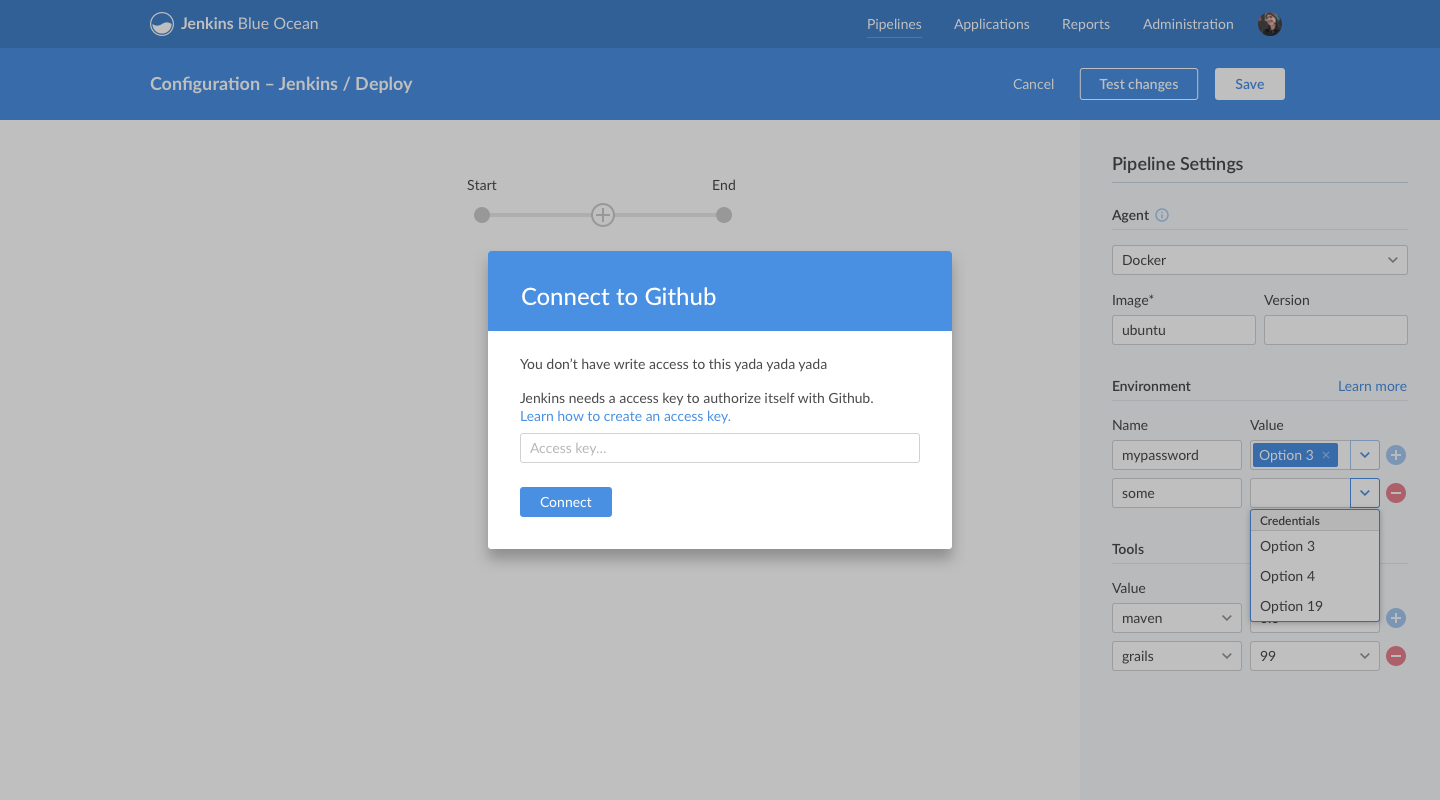 Jenkins Blue Ocean
Pipelines
Applications
Reports
Administration
Configuration – Jenkins / Deploy
Cancel
Test changes
Save
Start
End
Connect to Github
You don't have write access to this yada yada yada
Jenkins needs a access key to authorize itself with Github.
Learn how to create an access key.
Access key...
Connect
Pipeline Settings
Agent
Docker
Image*
Version
ubuntu
Environment
Learn more
Name
Value
mypassword
Option 3
some
Credentials
Option 3
Option 4
Option 19
Tools
Value
maven
grails
99